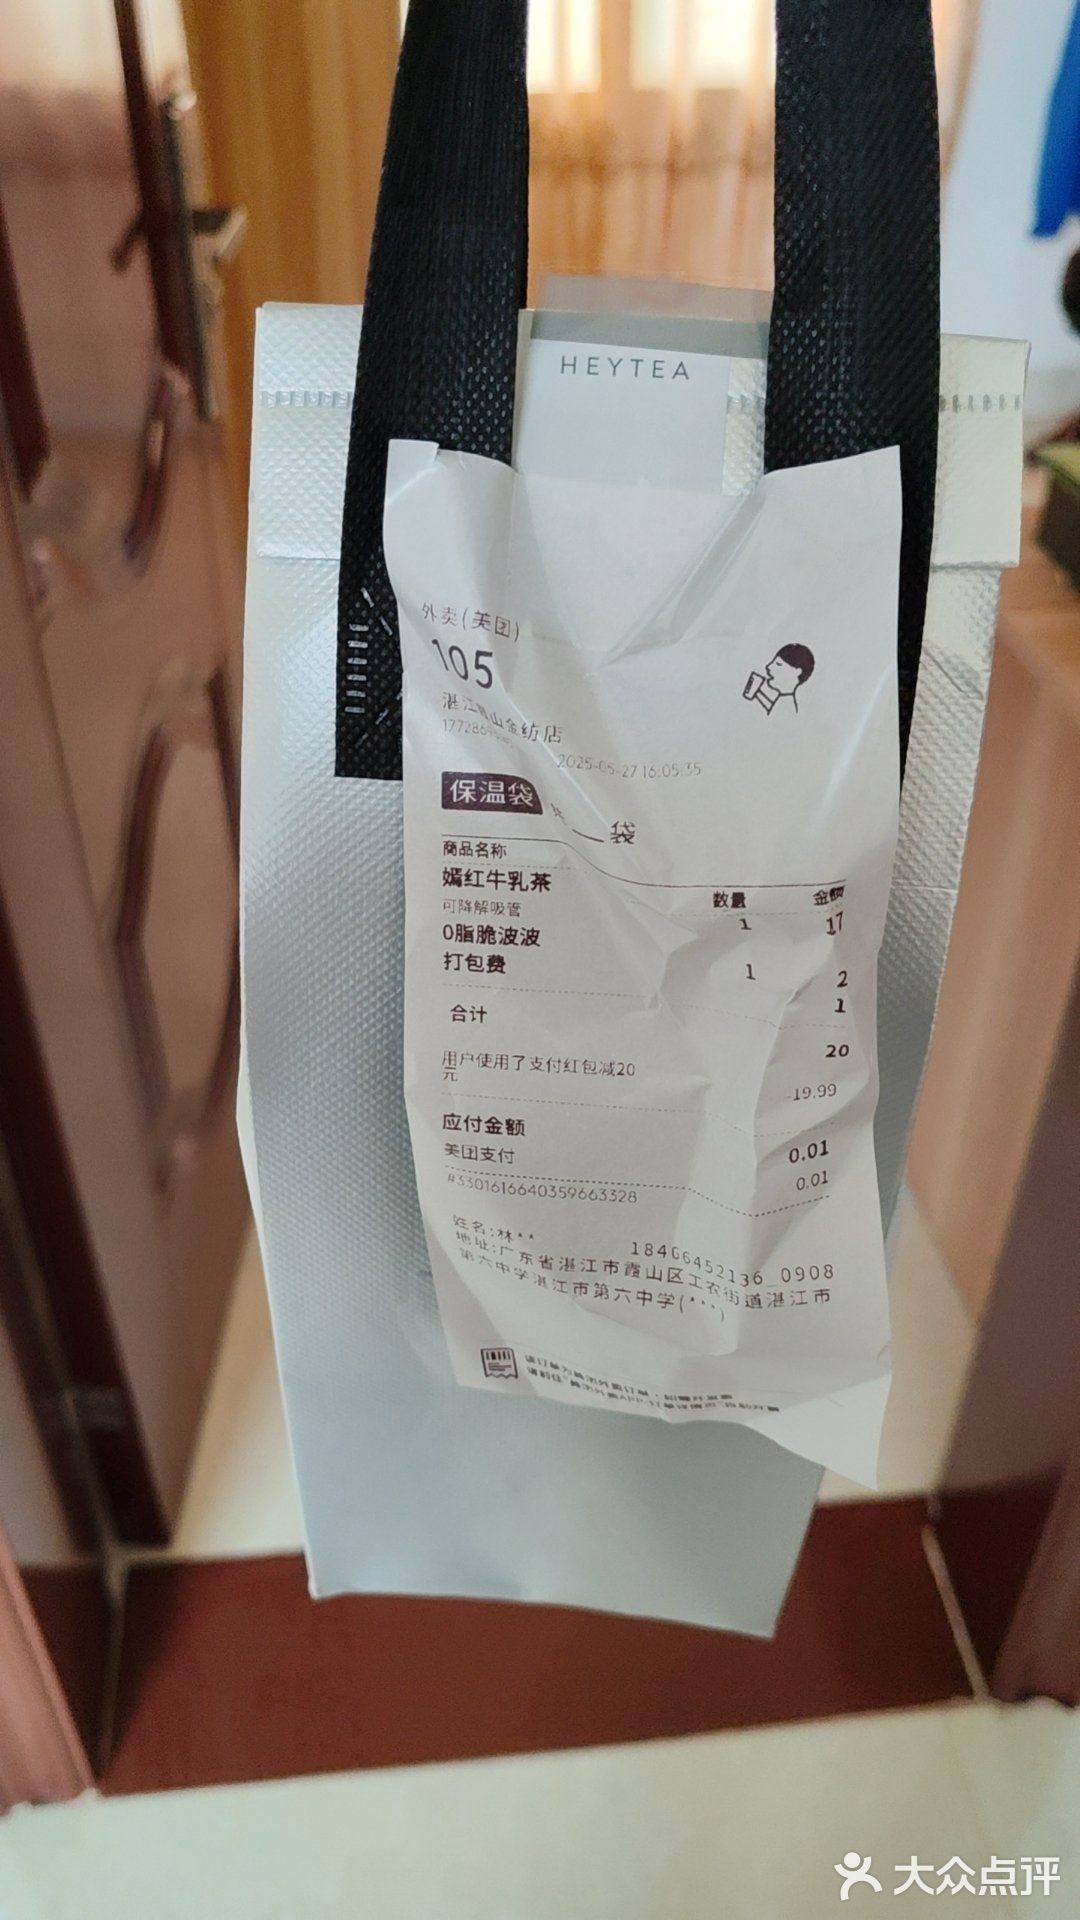 HEYTEA
外卖(美团)
105
湛江霞山金纺店
2025-05-27 16:05:35
保温袋
袋
商品名称 数量 金额
嫣红牛乳茶 1 17
可降解吸管
0脂脆波波 1 2
打包费 1
合计 20
用户使用了支付红包减20
元 -19.99
应付金额 0.01
美团支付 0.01
#3301616640359663328
姓名:林** 18466452136_0908
地址:广东省湛江市霞山区工农街道湛江市
第六中学湛江市第六中学(***)
大众点评